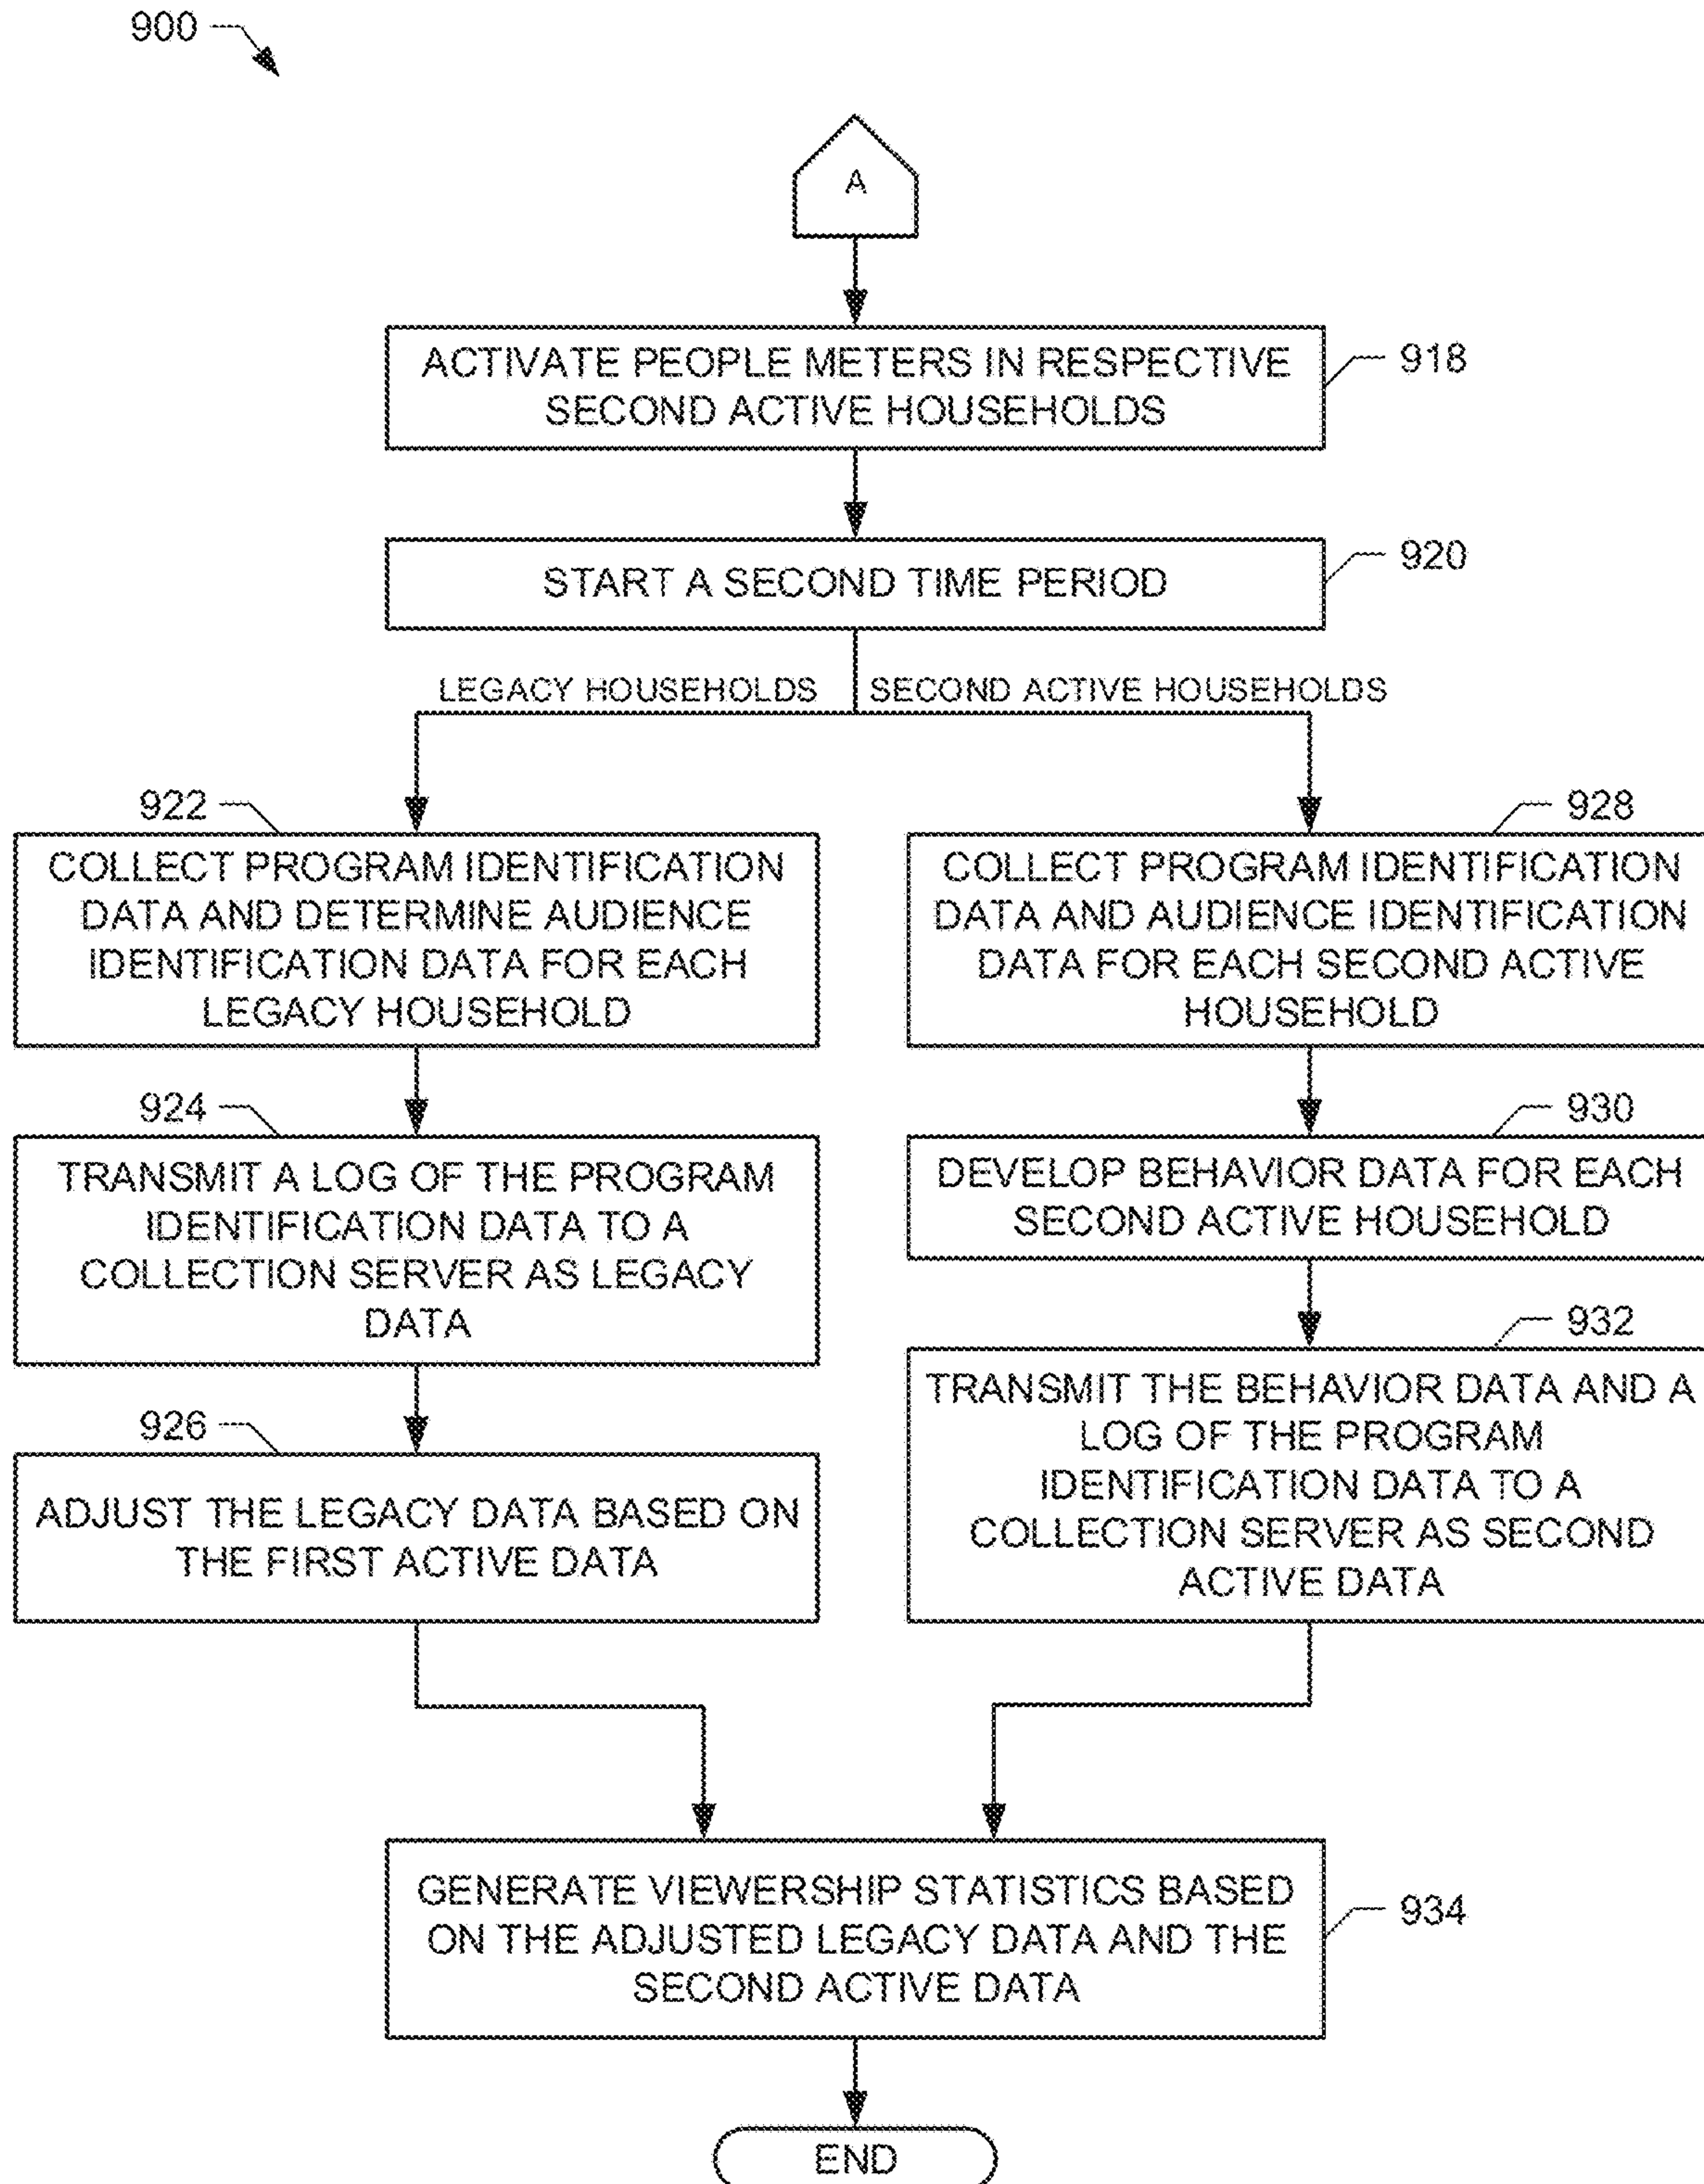 900
A
ACTIVATE PEOPLE METERS IN RESPECTIVE
SECOND ACTIVE HOUSEHOLDS
918
START A SECOND TIME PERIOD
920
LEGACY HOUSEHOLDS
SECOND ACTIVE HOUSEHOLDS
922
COLLECT PROGRAM IDENTIFICATION
DATA AND DETERMINE AUDIENCE
IDENTIFICATION DATA FOR EACH
LEGACY HOUSEHOLD
924
TRANSMIT A LOG OF THE PROGRAM
IDENTIFICATION DATA TO A
COLLECTION SERVER AS LEGACY
DATA
926
ADJUST THE LEGACY DATA BASED ON
THE FIRST ACTIVE DATA
928
COLLECT PROGRAM IDENTIFICATION
DATA AND AUDIENCE IDENTIFICATION
DATA FOR EACH SECOND ACTIVE
HOUSEHOLD
930
DEVELOP BEHAVIOR DATA FOR EACH
SECOND ACTIVE HOUSEHOLD
932
TRANSMIT THE BEHAVIOR DATA AND A
LOG OF THE PROGRAM
IDENTIFICATION DATA TO A
COLLECTION SERVER AS SECOND
ACTIVE DATA
GENERATE VIEWERSHIP STATISTICS BASED
ON THE ADJUSTED LEGACY DATA AND THE
SECOND ACTIVE DATA
934
END